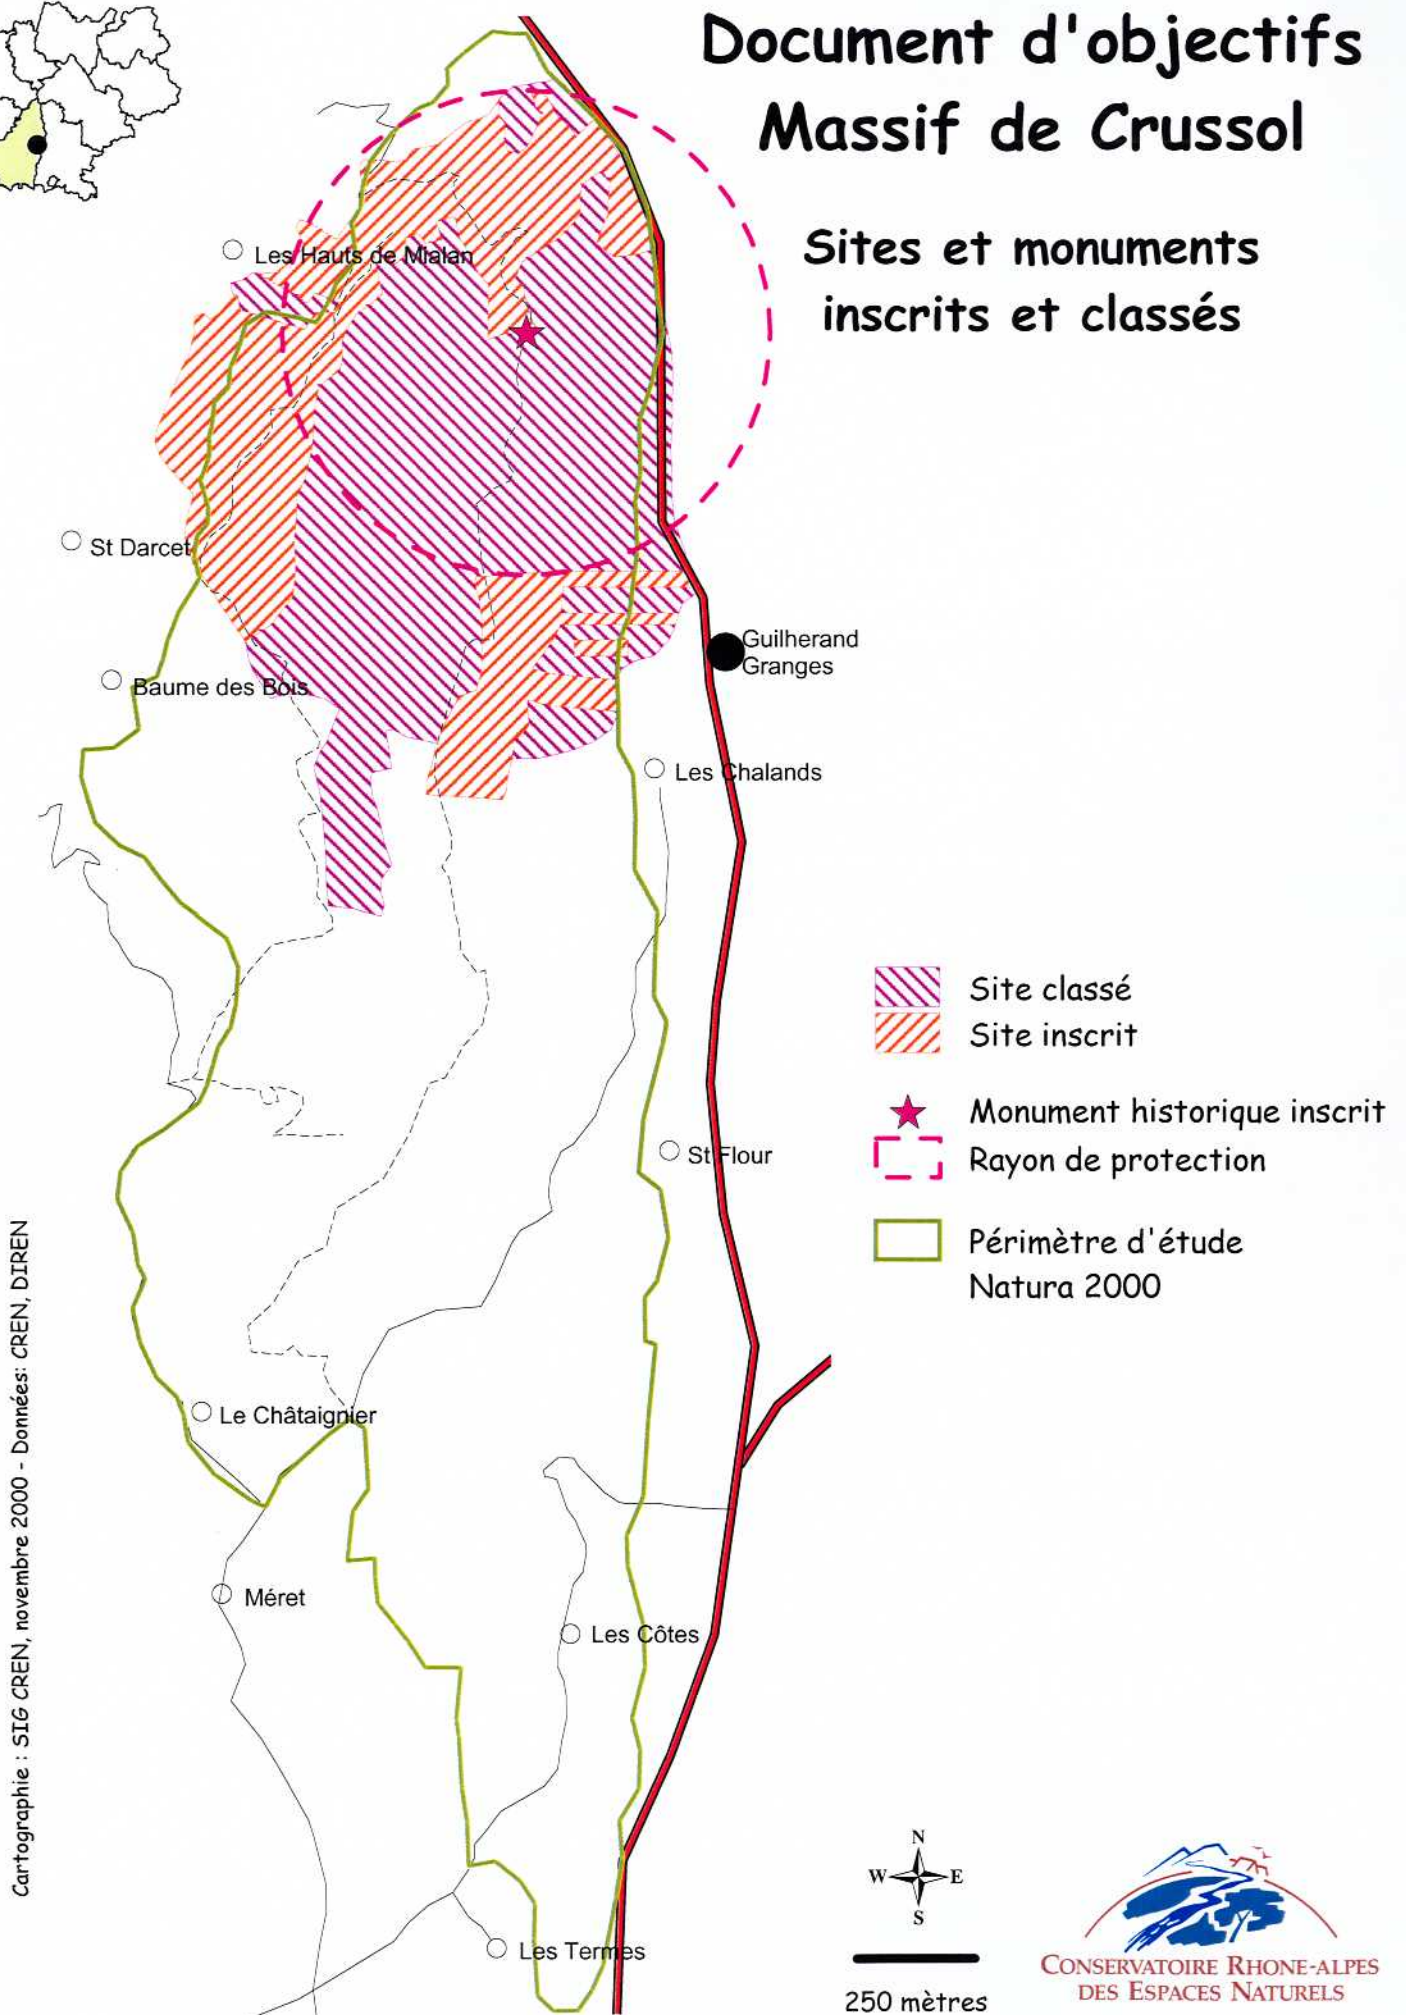 Document d'objectifs
Massif de Crussol
Sites et monuments
inscrits et classés
Les Hauts de Mialan
St Darcet
Guilherand
Granges
Baume des Bois
Les Chalands
Site classé
Site inscrit
Monument historique inscrit
Rayon de protection
St Flour
Périmètre d'étude
Natura 2000
Le Châtaignier
Méret
Les Côtes
Les Termes
Cartographie : SIG CREN, novembre 2000 - Données: CREN, DIREN
N
W E
S
250 mètres
CONSERVATOIRE RHONE-ALPES
DES ESPACES NATURELS